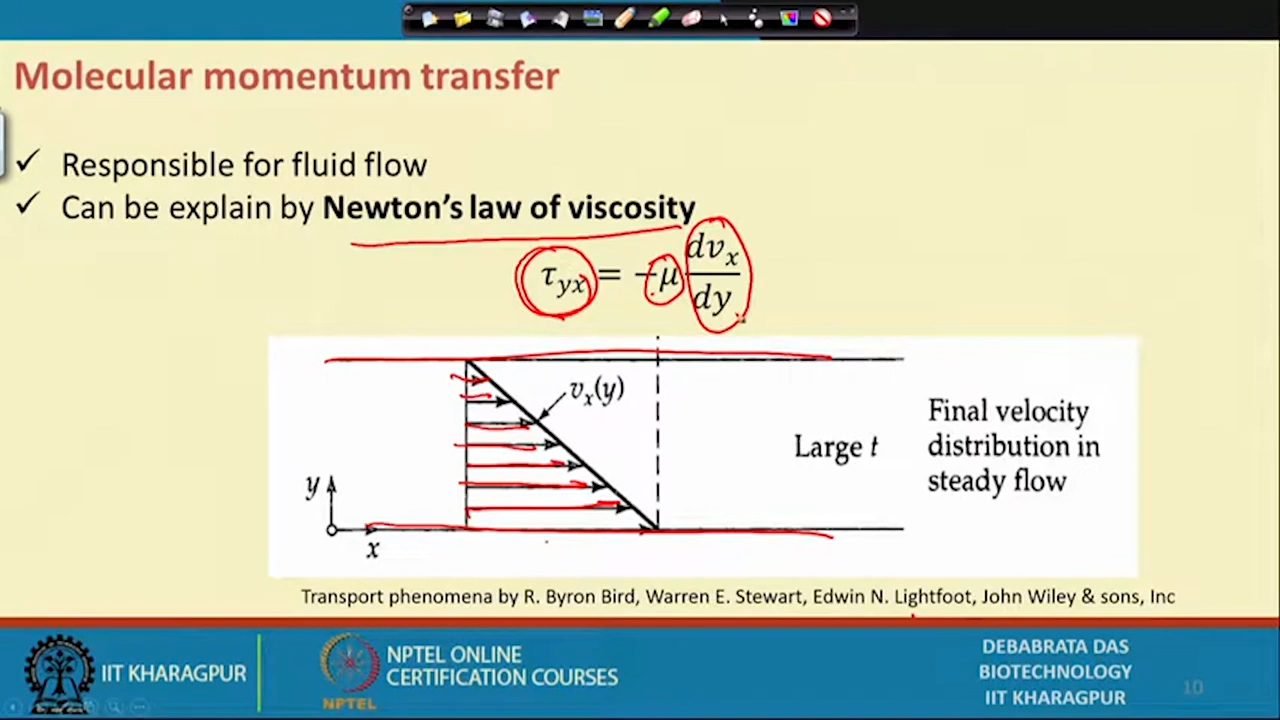 Molecular momentum transfer
✓ Responsible for fluid flow
✓ Can be explain by Newton's law of viscosity
τyx = −μ dvx/dy
vx(y)
Final velocity
distribution in
steady flow
Large t
y
x
Transport phenomena by R. Byron Bird, Warren E. Stewart, Edwin N. Lightfoot, John Wiley & sons, Inc
IIT KHARAGPUR
NPTEL
NPTEL ONLINE
CERTIFICATION COURSES
DEBABRATA DAS
BIOTECHNOLOGY
IIT KHARAGPUR
10